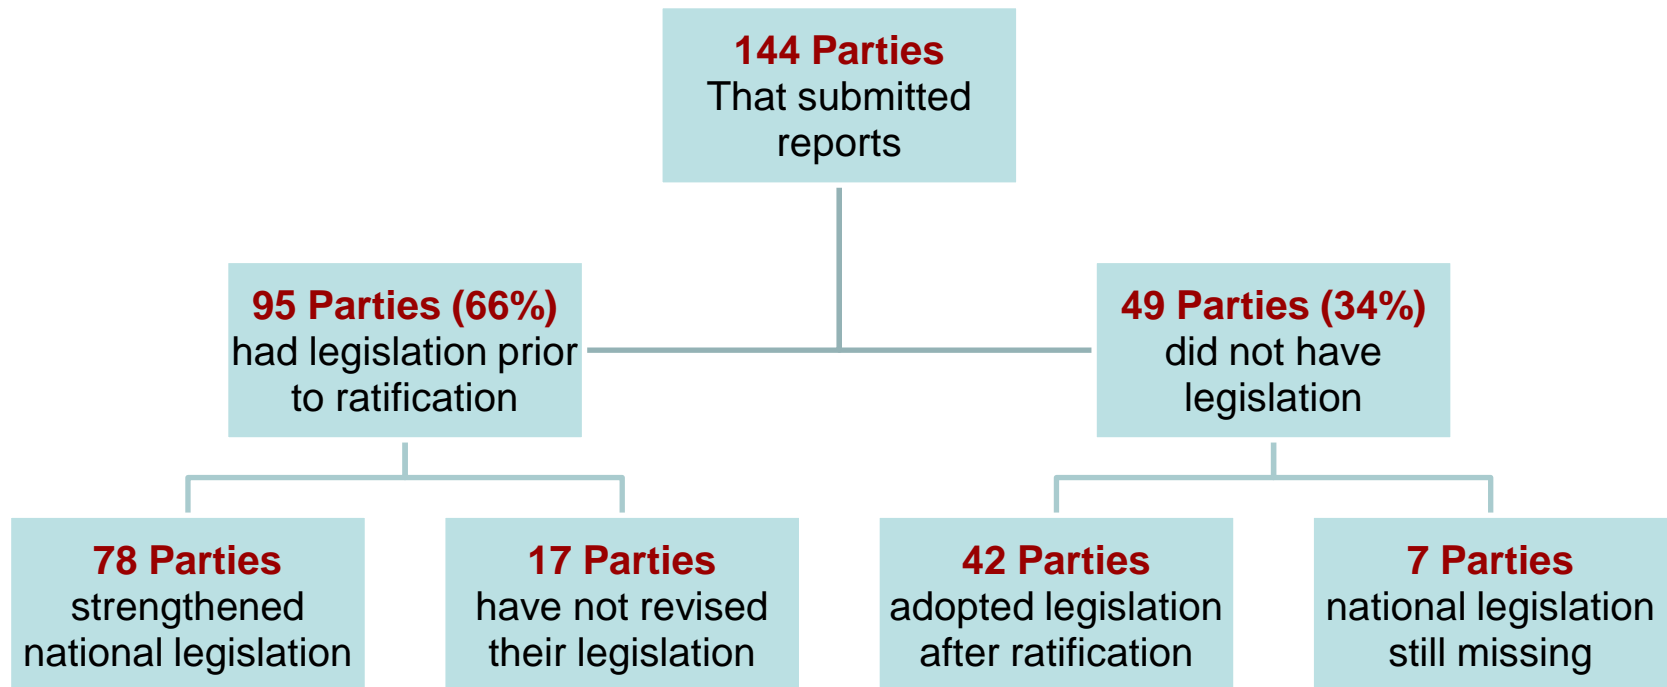 144 Parties
That submitted
reports
95 Parties (66%)
had legislation prior
to ratification
49 Parties (34%)
did not have
legislation
78 Parties
strengthened
national legislation
17 Parties
have not revised
their legislation
42 Parties
adopted legislation
after ratification
7 Parties
national legislation
still missing